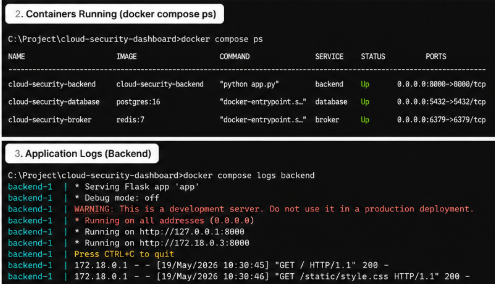 2. Containers Running (docker compose ps)
C:\Project\cloud-security-dashboard>docker compose ps
NAME IMAGE COMMAND SERVICE STATUS PORTS
cloud-security-backend cloud-security-backend "python app.py" backend Up 0.0.0.0:8000->8000/tcp
cloud-security-database postgres:16 "docker-entrypoint.s…" database Up 0.0.0.0:5432->5432/tcp
cloud-security-broker redis:7 "docker-entrypoint.s…" broker Up 0.0.0.0:6379->6379/tcp
3. Application Logs (Backend)
C:\Project\cloud-security-dashboard>docker compose logs backend
backend-1 | * Serving Flask app 'app'
backend-1 | * Debug mode: off
backend-1 | WARNING: This is a development server. Do not use it in a production deployment.
backend-1 | * Running on all addresses (0.0.0.0)
backend-1 | * Running on http://127.0.0.1:8000
backend-1 | * Running on http://172.18.0.3:8000
backend-1 | Press CTRL+C to quit
backend-1 | 172.18.0.1 - - [19/May/2026 10:30:45] "GET / HTTP/1.1" 200 -
backend-1 | 172.18.0.1 - - [19/May/2026 10:30:46] "GET /static/style.css HTTP/1.1" 200 -